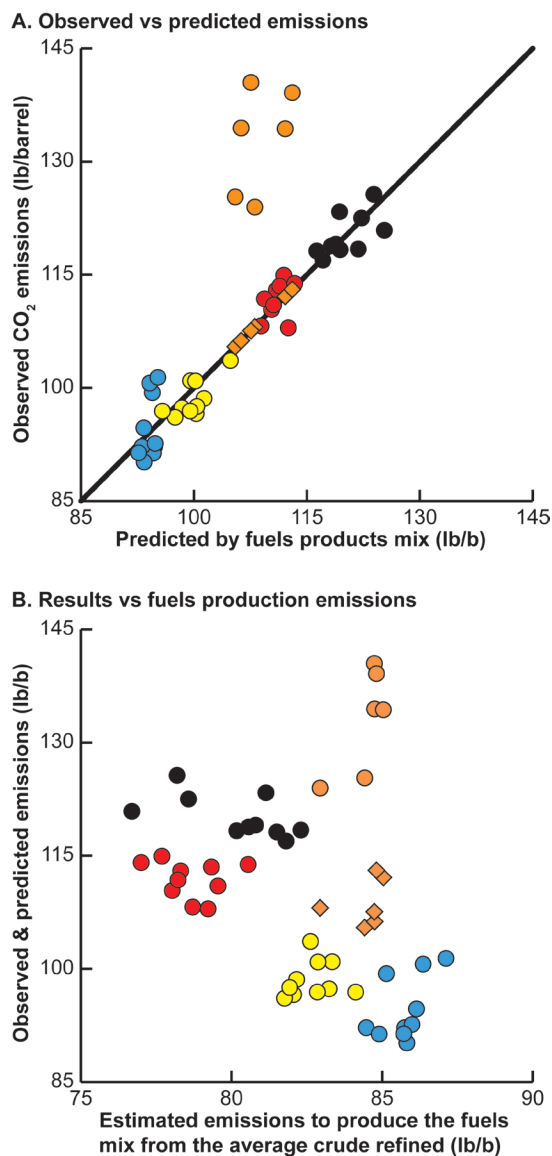 A. Observed vs predicted emissions
145
130
115
100
85
Observed CO₂ emissions (lb/barrel)
85 100 115 130 145
Predicted by fuels products mix (lb/b)
B. Results vs fuels production emissions
145
130
115
100
85
Observed & predicted emissions (lb/b)
75 80 85 90
Estimated emissions to produce the fuels
mix from the average crude refined (lb/b)